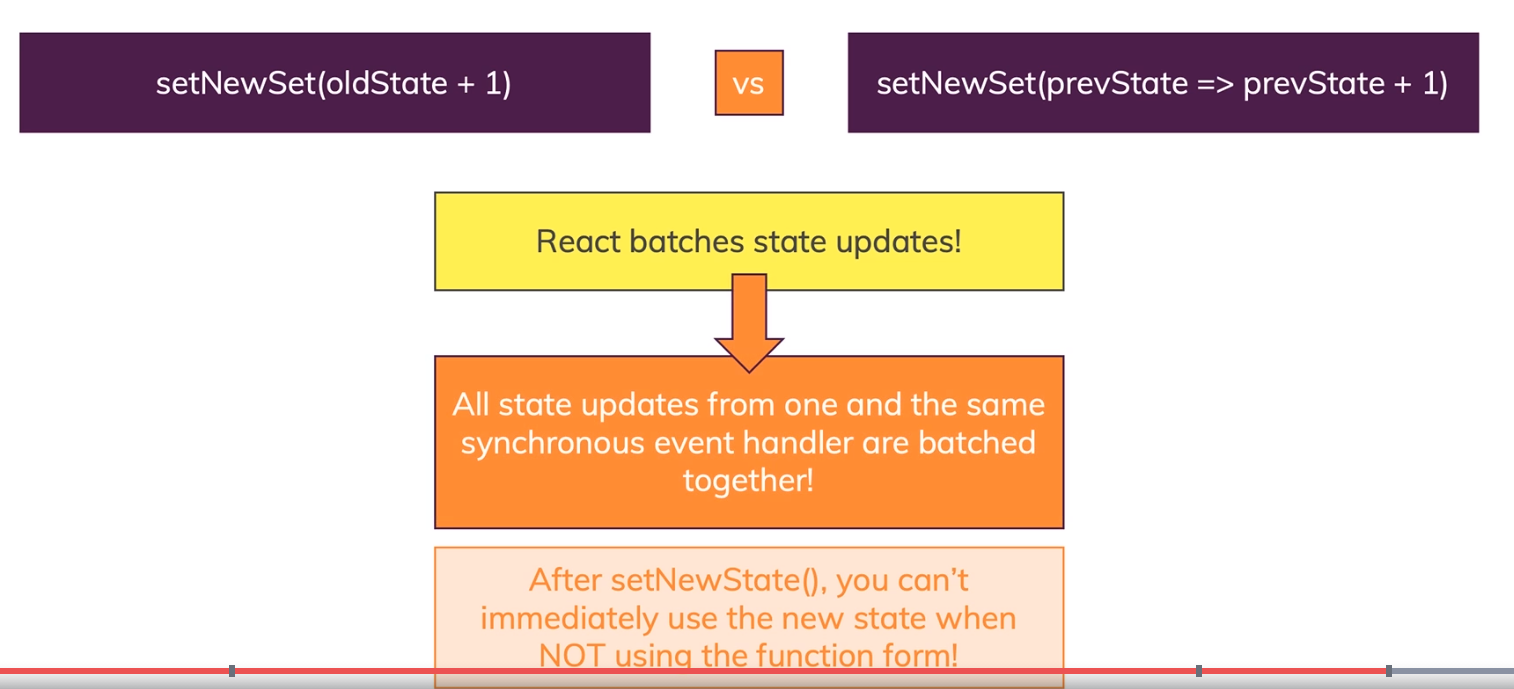 setNewSet(oldState + 1)
vs
setNewSet(prevState => prevState + 1)
React batches state updates!
All state updates from one and the same
synchronous event handler are batched
together!
After setNewState(), you can’t
immediately use the new state when
NOT using the function form!